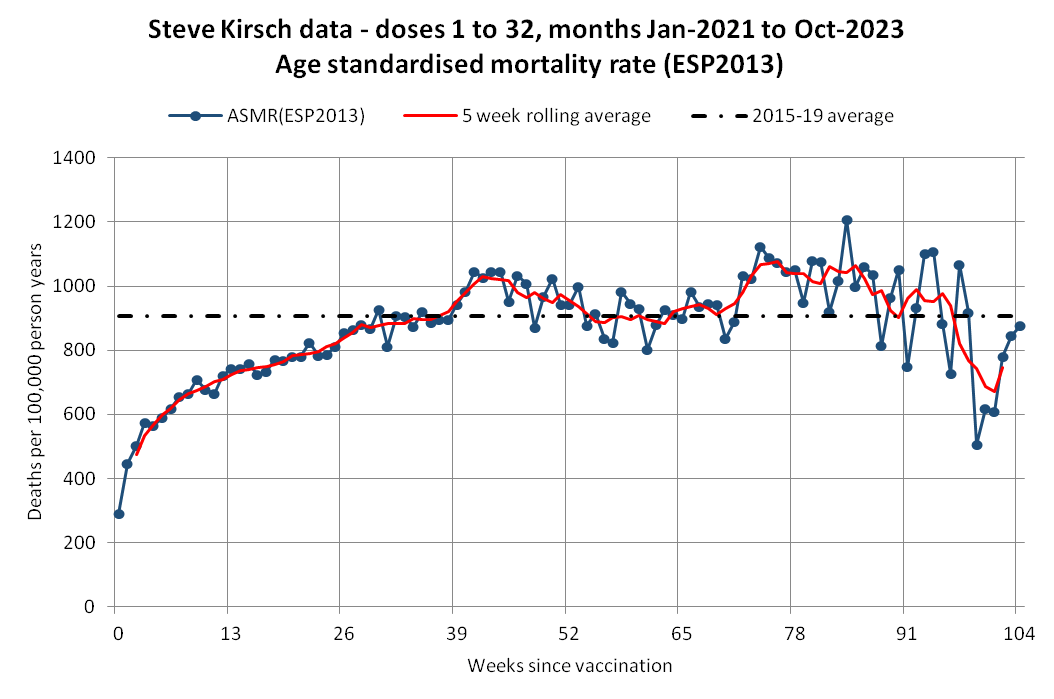 Steve Kirsch data - doses 1 to 32, months Jan-2021 to Oct-2023
Age standardised mortality rate (ESP2013)
ASMR(ESP2013) 5 week rolling average 2015-19 average
1400
1200
1000
800
600
400
200
0
Deaths per 100,000 person years
0 13 26 39 52 65 78 91 104
Weeks since vaccination